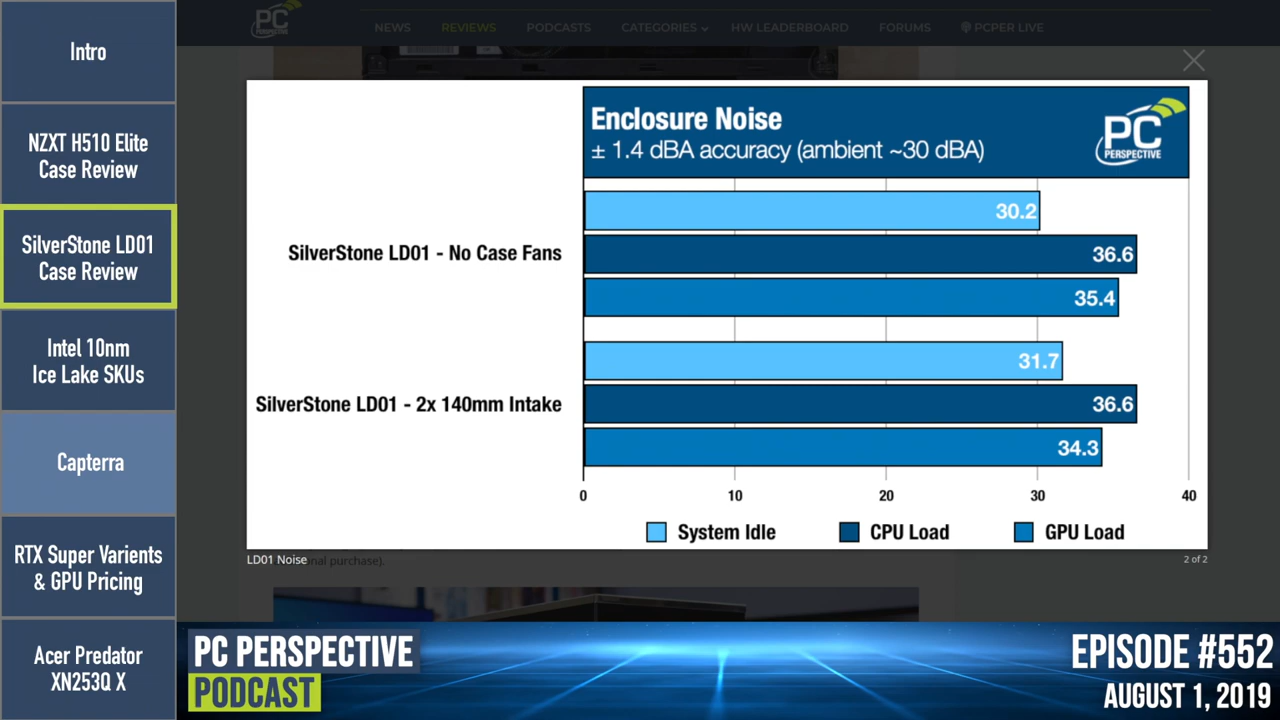 Intro
NZXT H510 Elite
Case Review
SilverStone LD01
Case Review
Intel 10nm
Ice Lake SKUs
Capterra
RTX Super Varients
& GPU Pricing
Acer Predator
XN253Q X
PC
PERSPECTIVE
NEWS
REVIEWS
PODCASTS
CATEGORIES
HW LEADERBOARD
FORUMS
PCPER LIVE
Enclosure Noise
± 1.4 dBA accuracy (ambient ~30 dBA)
PC
PERSPECTIVE
SilverStone LD01 - No Case Fans
30.2
36.6
35.4
SilverStone LD01 - 2x 140mm Intake
31.7
36.6
34.3
0 10 20 30 40
System Idle CPU Load GPU Load
LD01 Noise
2 of 2
purchase).
PC PERSPECTIVE
PODCAST
EPISODE #552
AUGUST 1, 2019